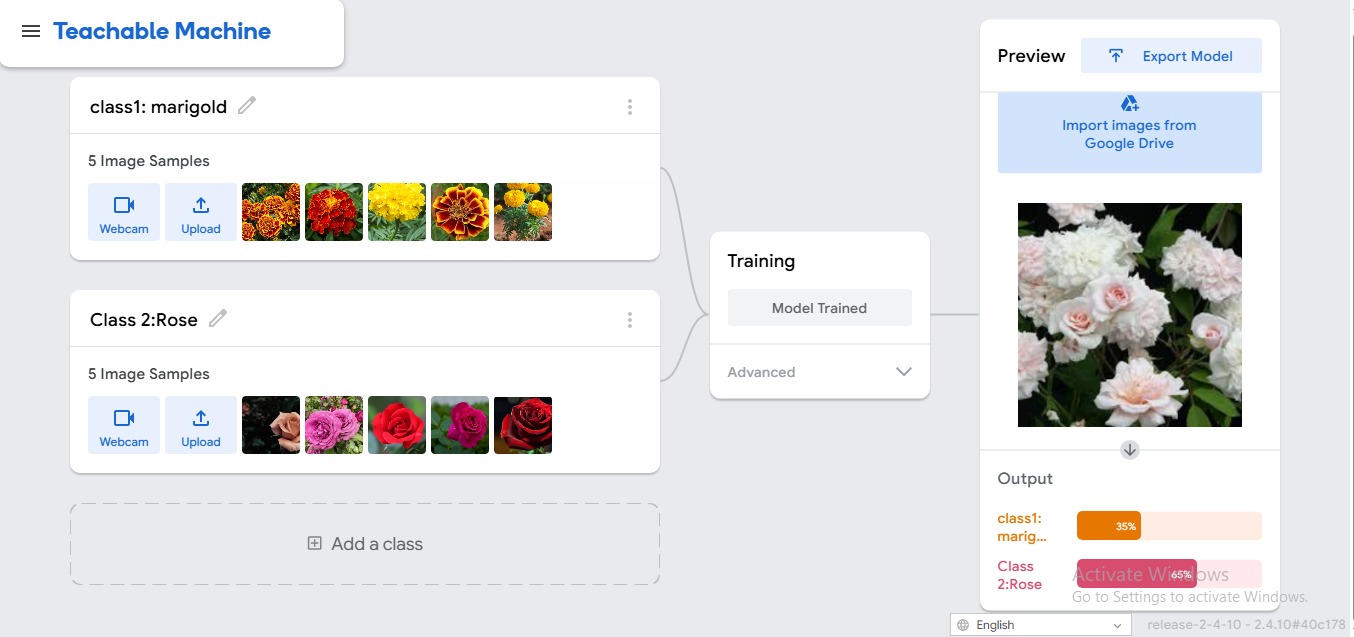 Teachable Machine
class1: marigold
5 Image Samples
Webcam
Upload
Class 2:Rose
5 Image Samples
Webcam
Upload
Add a class
Training
Model Trained
Advanced
Preview
Export Model
Import images from
Google Drive
Output
class1:
marig...
35%
Class
2:Rose
65%
Activate Windows
Go to Settings to activate Windows.
English
release-2-4-10 - 2.4.10#40c178